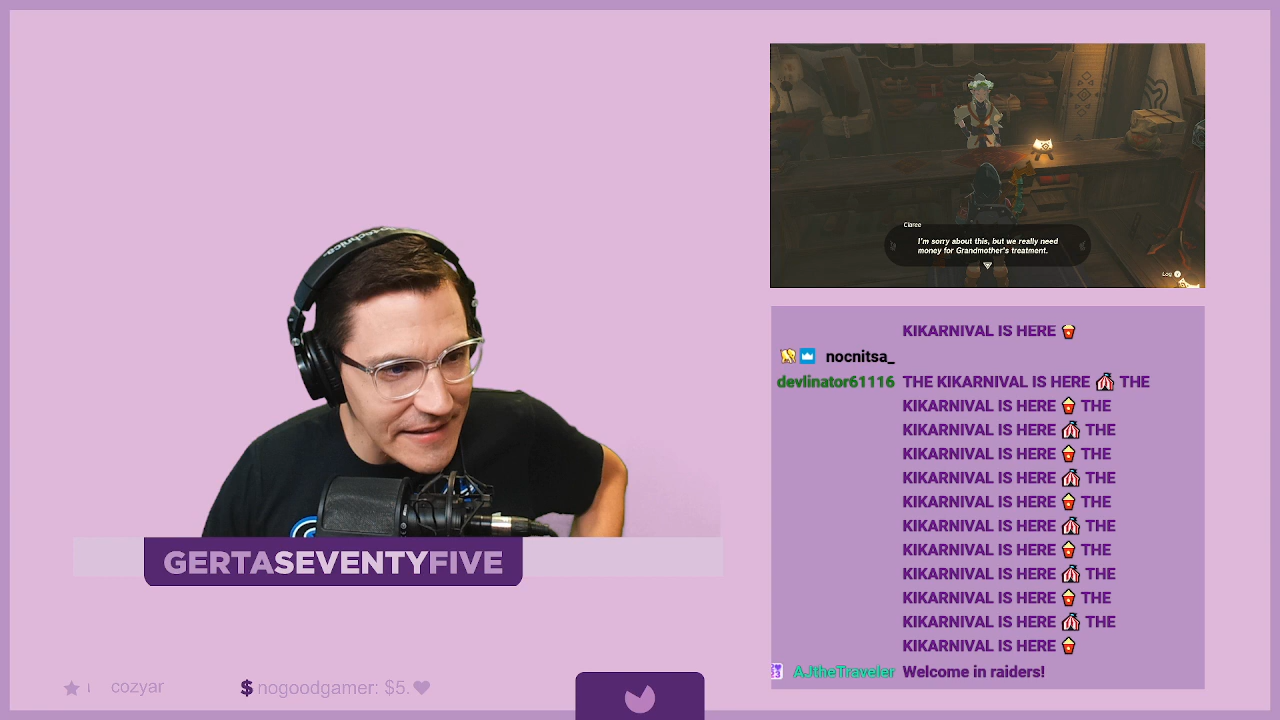 Claree
I'm sorry about this, but we really need
money for Grandmother's treatment.
Log
KIKARNIVAL IS HERE 🍿
nocnitsa_
devlinator61116 THE KIKARNIVAL IS HERE 🎪 THE
KIKARNIVAL IS HERE 🍿 THE
KIKARNIVAL IS HERE 🎪 THE
KIKARNIVAL IS HERE 🍿 THE
KIKARNIVAL IS HERE 🎪 THE
KIKARNIVAL IS HERE 🍿 THE
KIKARNIVAL IS HERE 🎪 THE
KIKARNIVAL IS HERE 🍿 THE
KIKARNIVAL IS HERE 🎪 THE
KIKARNIVAL IS HERE 🍿 THE
KIKARNIVAL IS HERE 🎪 THE
KIKARNIVAL IS HERE 🍿
AJtheTraveler Welcome in raiders!
GERTASEVENTYFIVE
cozyar
$ nogoodgamer: $5.